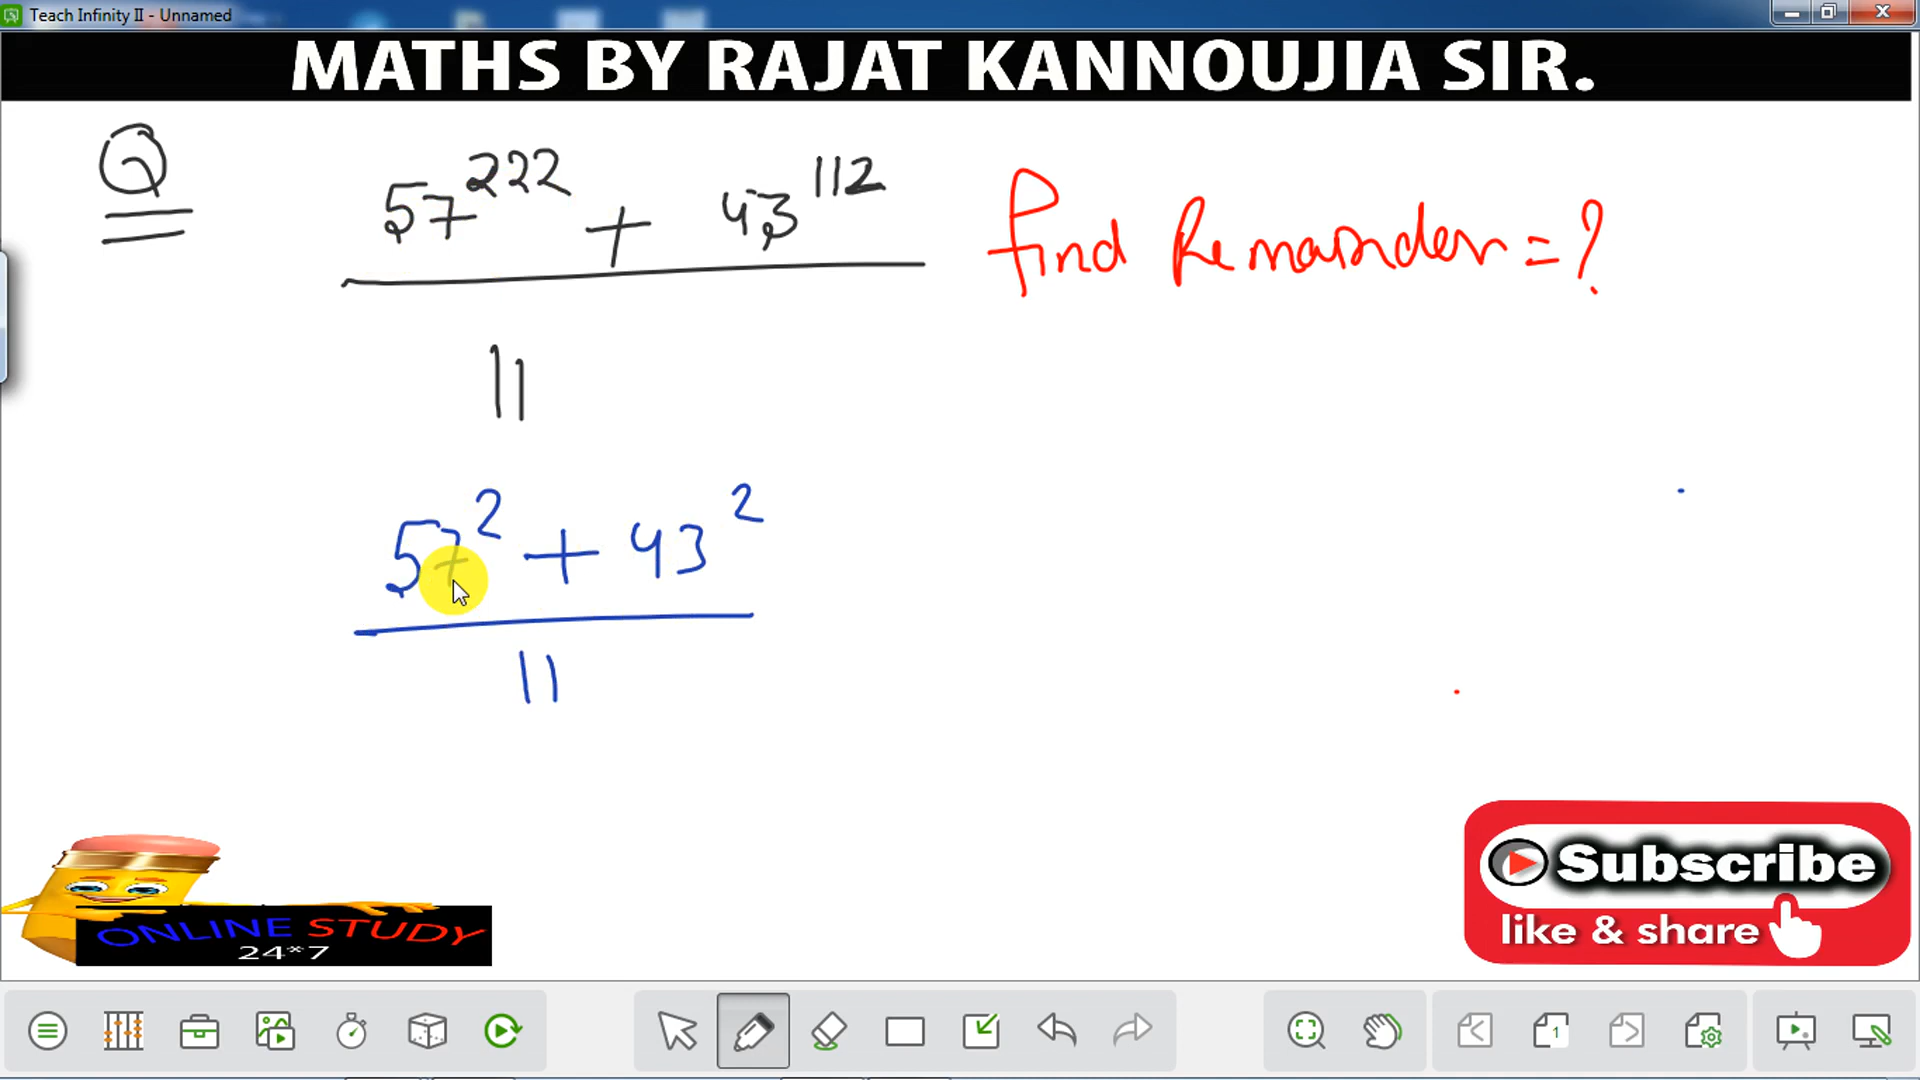 Teach Infinity II - Unnamed
MATHS BY RAJAT KANNOUJIA SIR.
Q
57^222 + 43^112
11
Find Remainder = ?
57^2 + 43^2
11
ONLINE STUDY
24*7
Subscribe
like & share
1